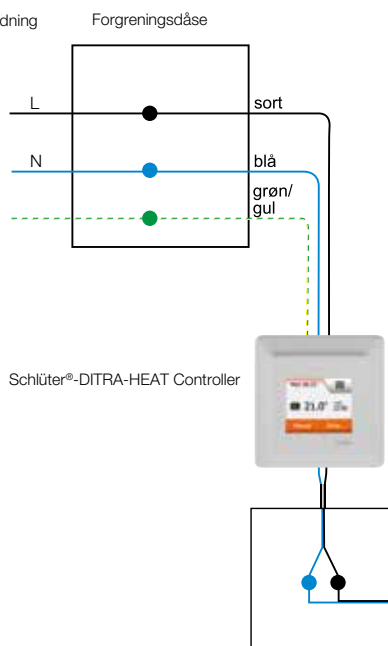 dning
Forgreningsdåse
L
sort
N
blå
grøn/
gul
Schlüter®-DITRA-HEAT Controller
21.0°